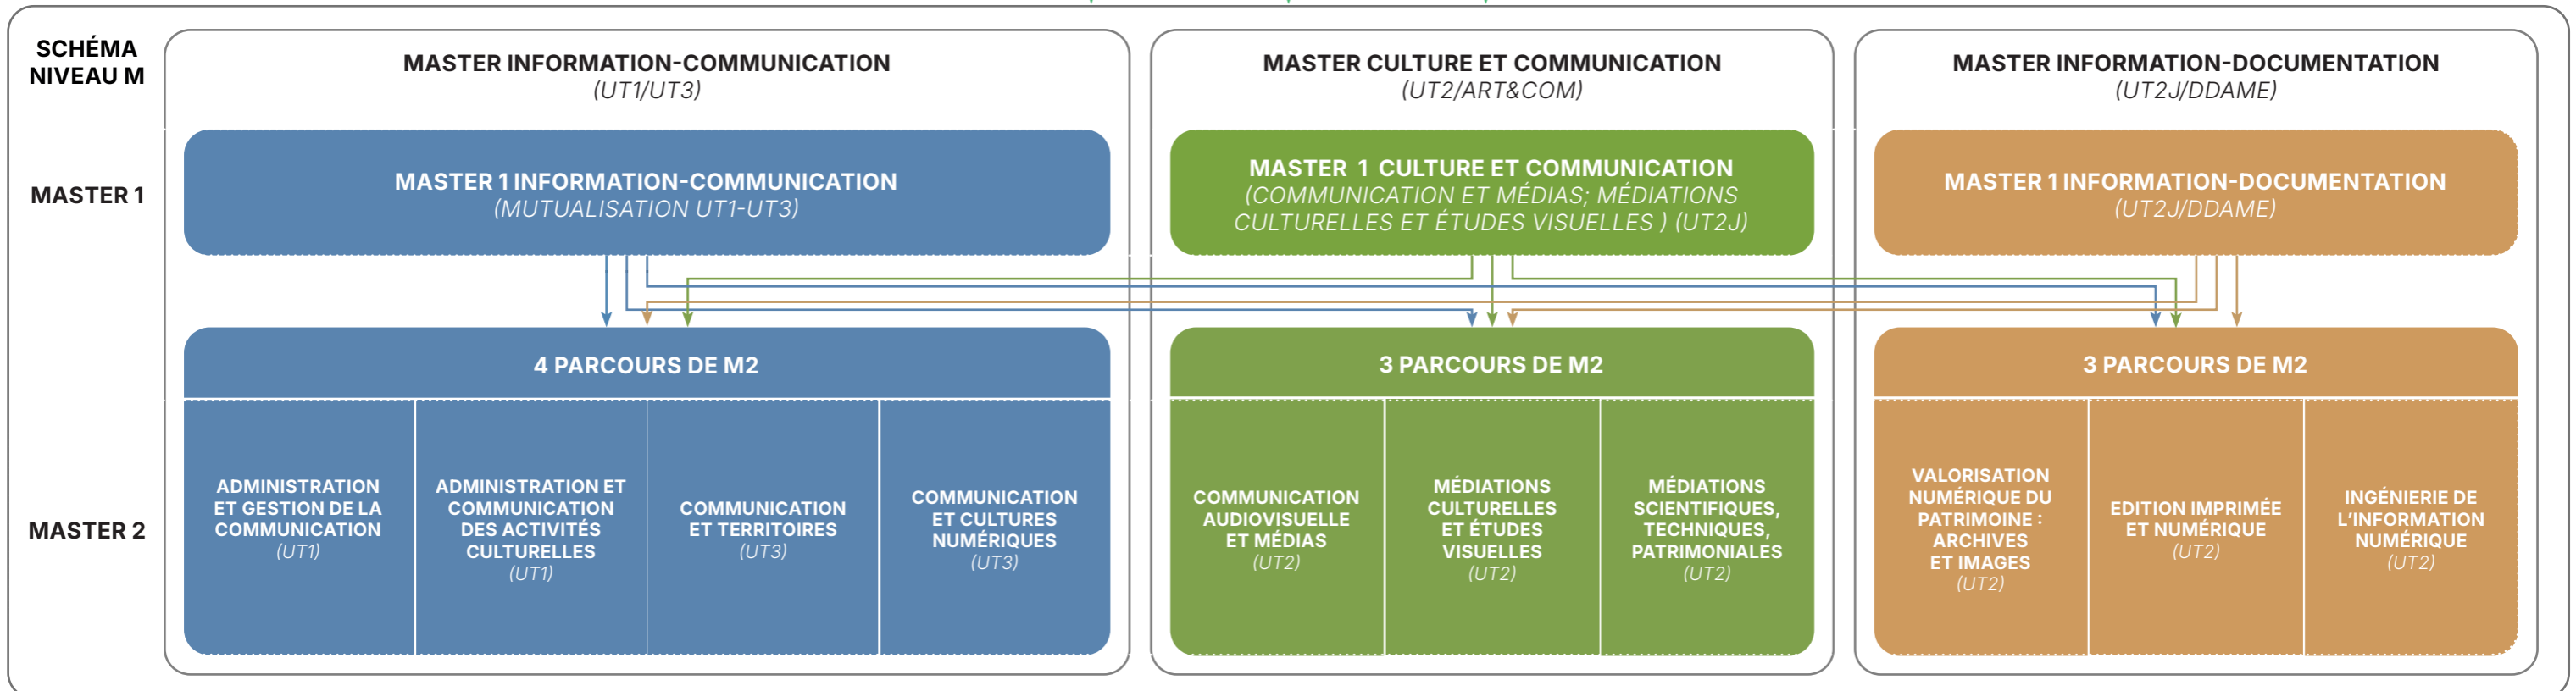 SCHÉMA
NIVEAU M
MASTER INFORMATION-COMMUNICATION
(UT1/UT3)
MASTER CULTURE ET COMMUNICATION
(UT2/ART&COM)
MASTER INFORMATION-DOCUMENTATION
(UT2J/DDAME)
MASTER 1
MASTER 1 INFORMATION-COMMUNICATION
(MUTUALISATION UT1-UT3)
MASTER 1 CULTURE ET COMMUNICATION
(COMMUNICATION ET MÉDIAS; MÉDIATIONS
CULTURELLES ET ÉTUDES VISUELLES ) (UT2J)
MASTER 1 INFORMATION-DOCUMENTATION
(UT2J/DDAME)
4 PARCOURS DE M2
3 PARCOURS DE M2
3 PARCOURS DE M2
MASTER 2
ADMINISTRATION
ET GESTION DE LA
COMMUNICATION
(UT1)
ADMINISTRATION ET
COMMUNICATION
DES ACTIVITÉS
CULTURELLES
(UT1)
COMMUNICATION
ET TERRITOIRES
(UT3)
COMMUNICATION
ET CULTURES
NUMÉRIQUES
(UT3)
COMMUNICATION
AUDIOVISUELLE
ET MÉDIAS
(UT2)
MÉDIATIONS
CULTURELLES
ET ÉTUDES
VISUELLES
(UT2)
MÉDIATIONS
SCIENTIFIQUES,
TECHNIQUES,
PATRIMONIALES
(UT2)
VALORISATION
NUMÉRIQUE DU
PATRIMOINE :
ARCHIVES
ET IMAGES
(UT2)
EDITION IMPRIMÉE
ET NUMÉRIQUE
(UT2)
INGÉNIERIE DE
L’INFORMATION
NUMÉRIQUE
(UT2)